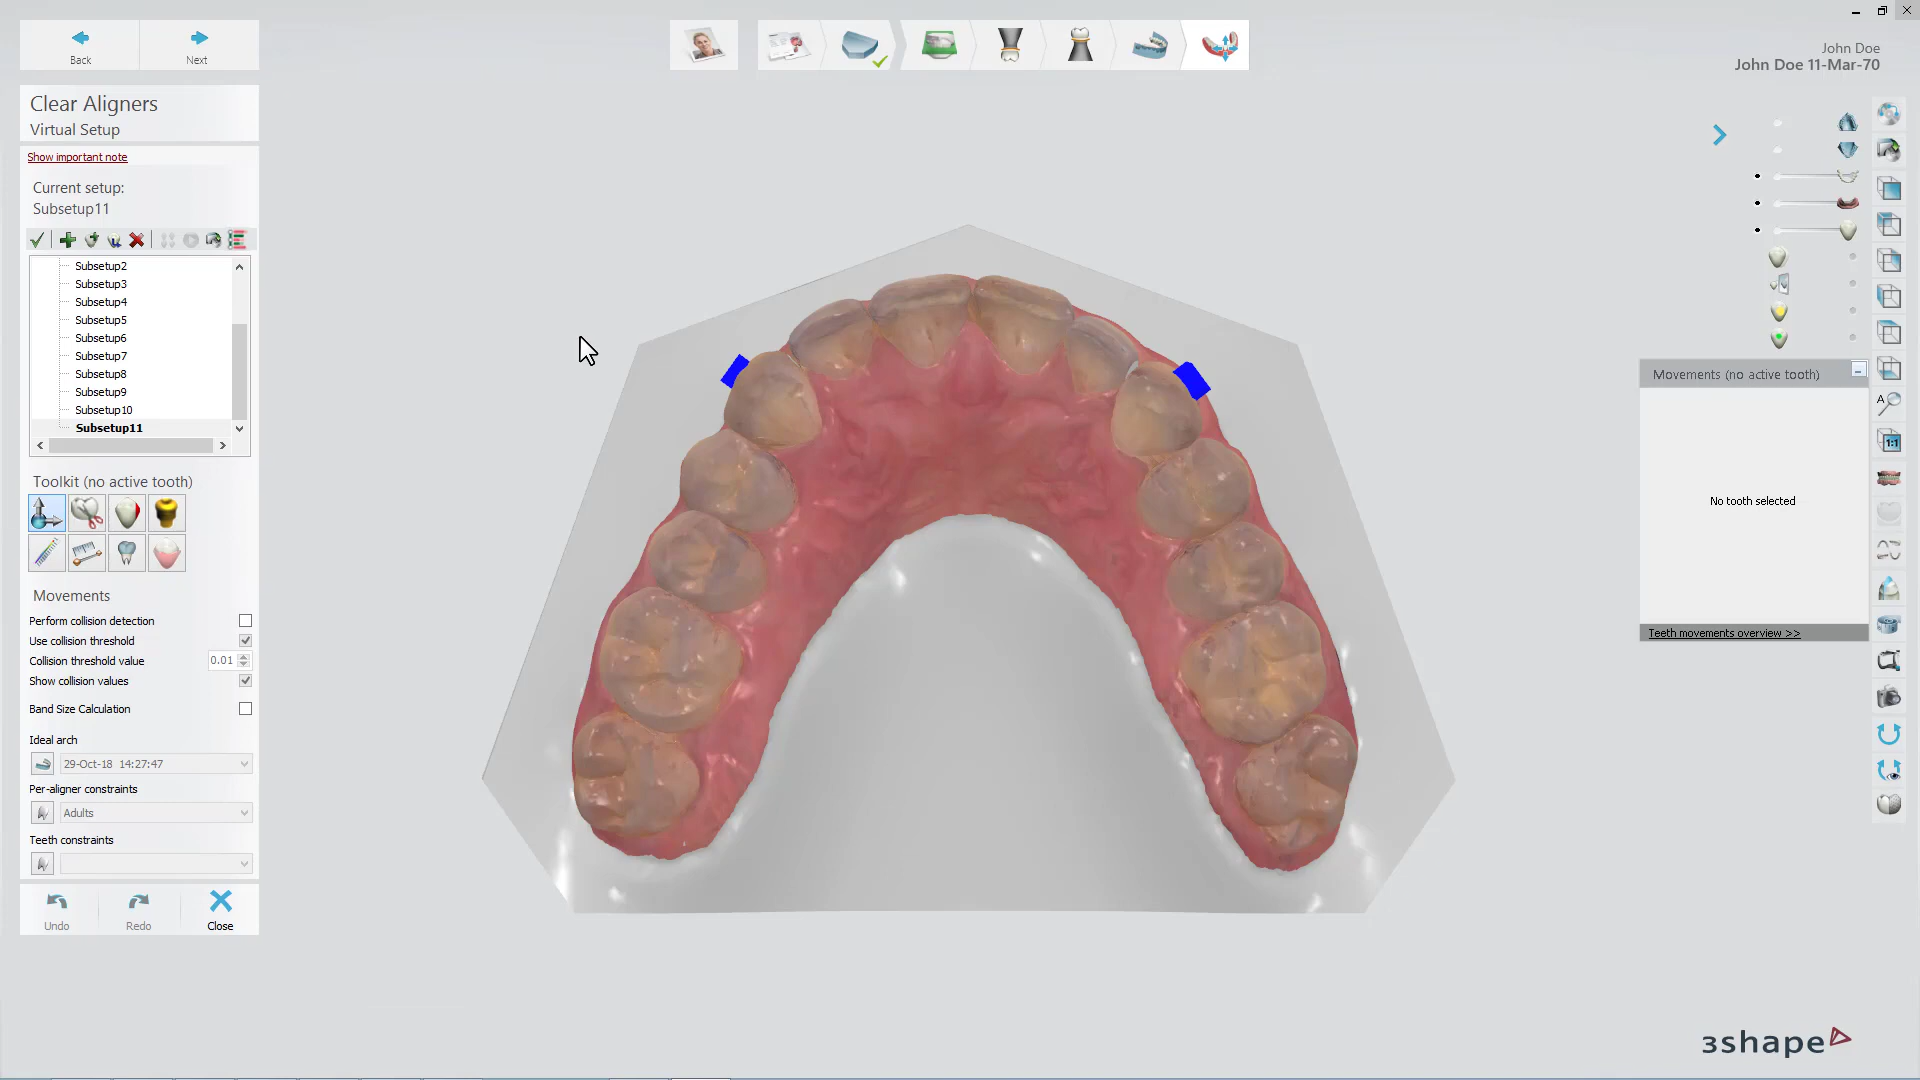 Back
Next
John Doe
John Doe 11-Mar-70
Clear Aligners
Virtual Setup
Show important note
Current setup:
Subsetup11
Subsetup2
Subsetup3
Subsetup4
Subsetup5
Subsetup6
Subsetup7
Subsetup8
Subsetup9
Subsetup10
Subsetup11
Toolkit (no active tooth)
Movements
Perform collision detection
Use collision threshold
Collision threshold value 0.01
Show collision values
Band Size Calculation
Ideal arch
29-Oct-18 14:27:47
Per-aligner constraints
Adults
Teeth constraints
Undo
Redo
Close
Movements (no active tooth)
No tooth selected
Teeth movements overview >>
A
1:1
3shape